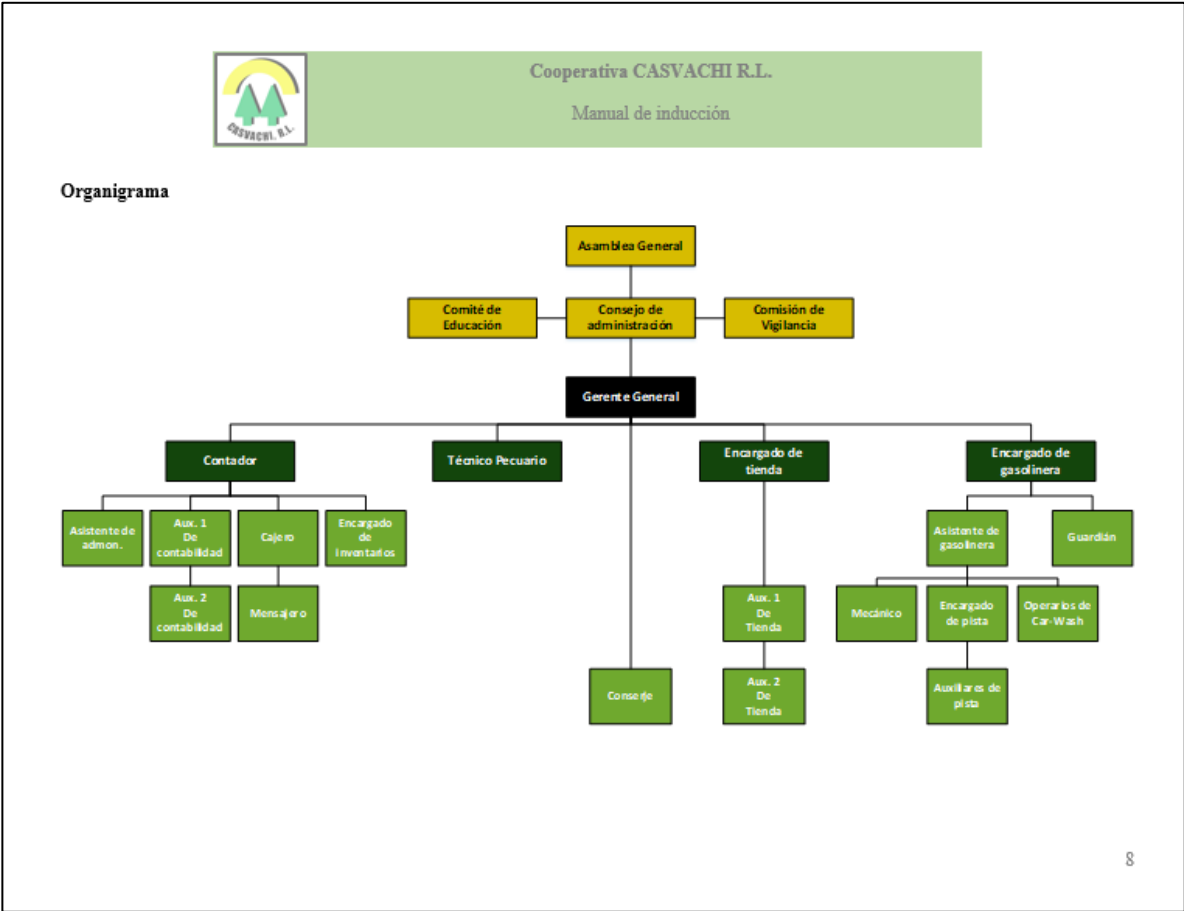 Cooperativa CASVACHI R.L.
Manual de inducción
CASVACHI. R.L.
Organigrama
Asamblea General
Comité de
Educación
Consejo de
administración
Comisión de
Vigilancia
Gerente General
Contador
Técnico Pecuario
Encargado de
tienda
Encargado de
gasolinera
Asistente de
admon.
Aux. 1
De
contabilidad
Cajero
Encargado
de
Inventarios
Asistente de
gasolinera
Guardián
Aux. 2
De
contabilidad
Mensajero
Aux. 1
De
Tienda
Mecánico
Encargado
de pista
Operarios de
Car-Wash
Conserje
Aux. 2
De
Tienda
Auxiliares de
pista
8